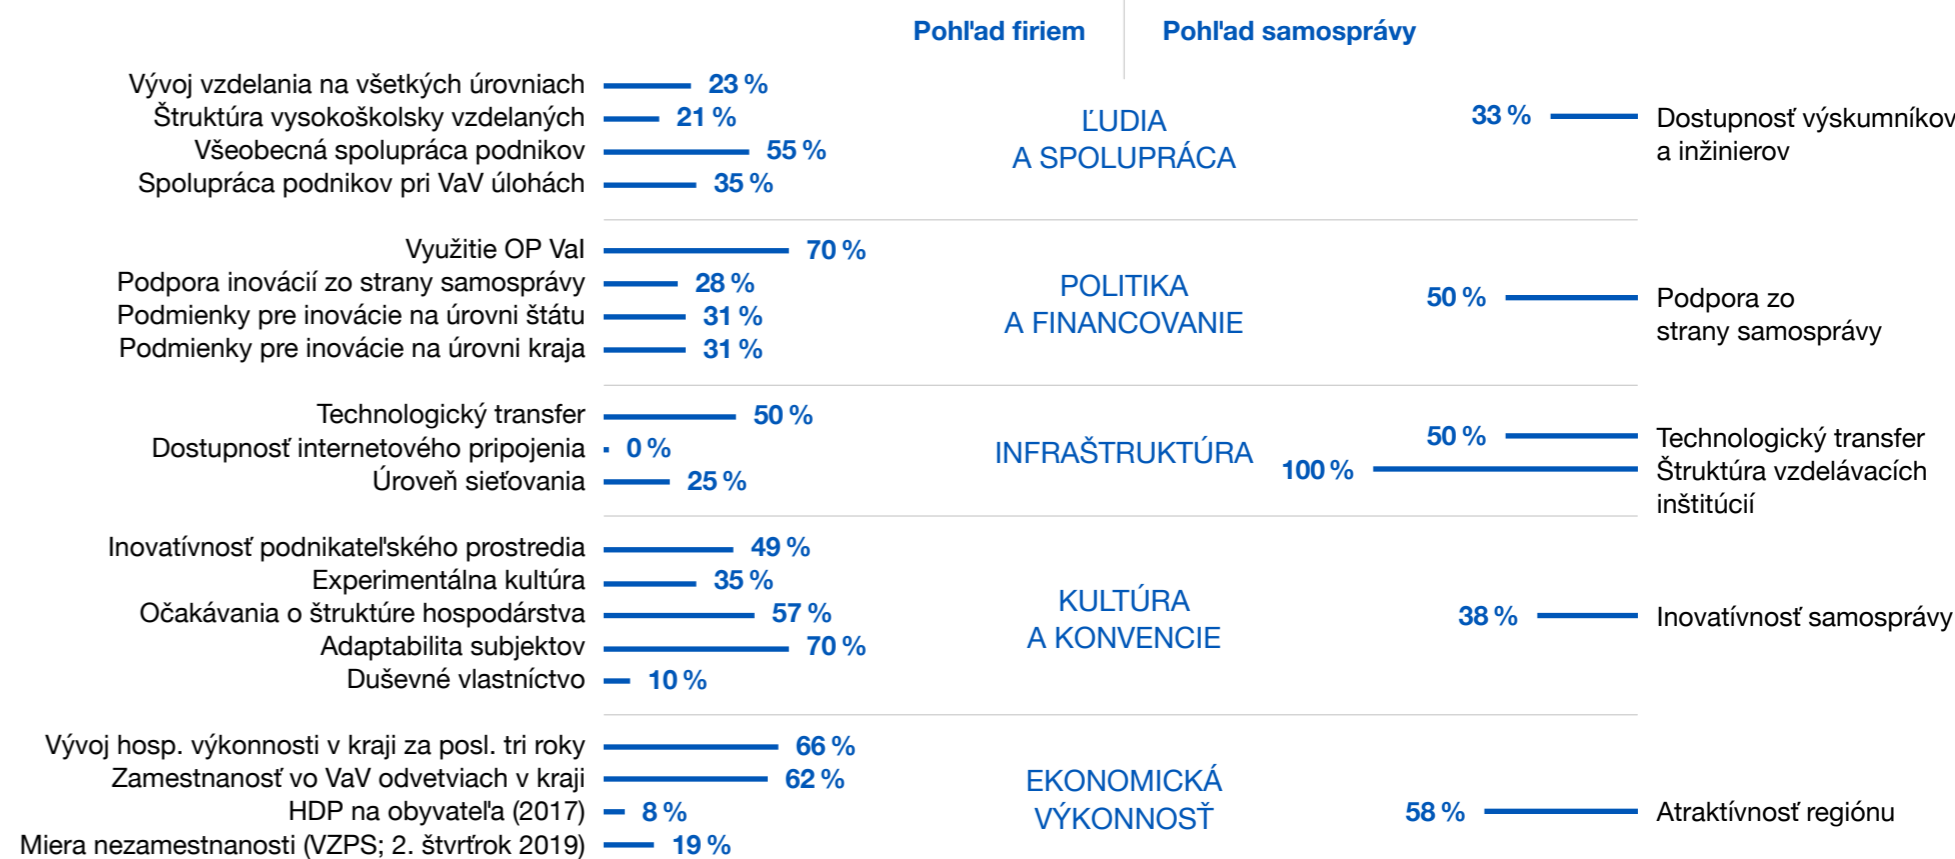 Pohľad firiem
Pohľad samosprávy
Vývoj vzdelania na všetkých úrovniach 23 %
Štruktúra vysokoškolsky vzdelaných 21 %
Všeobecná spolupráca podnikov 55 %
Spolupráca podnikov pri VaV úlohách 35 %
ĽUDIA
A SPOLUPRÁCA
33 % Dostupnosť výskumníkov
a inžinierov
Využitie OP VaI 70 %
Podpora inovácií zo strany samosprávy 28 %
Podmienky pre inovácie na úrovni štátu 31 %
Podmienky pre inovácie na úrovni kraja 31 %
POLITIKA
A FINANCOVANIE
50 % Podpora zo
strany samosprávy
Technologický transfer 50 %
Dostupnosť internetového pripojenia 0 %
Úroveň sieťovania 25 %
INFRAŠTRUKTÚRA
50 % Technologický transfer
100 % Štruktúra vzdelávacích
inštitúcií
Inovatívnosť podnikateľského prostredia 49 %
Experimentálna kultúra 35 %
Očakávania o štruktúre hospodárstva 57 %
Adaptabilita subjektov 70 %
Duševné vlastníctvo 10 %
KULTÚRA
A KONVENCIE
38 % Inovatívnosť samosprávy
Vývoj hosp. výkonnosti v kraji za posl. tri roky 66 %
Zamestnanosť vo VaV odvetviach v kraji 62 %
HDP na obyvateľa (2017) 8 %
Miera nezamestnanosti (VZPS; 2. štvrťrok 2019) 19 %
EKONOMICKÁ
VÝKONNOSŤ
58 % Atraktívnosť regiónu